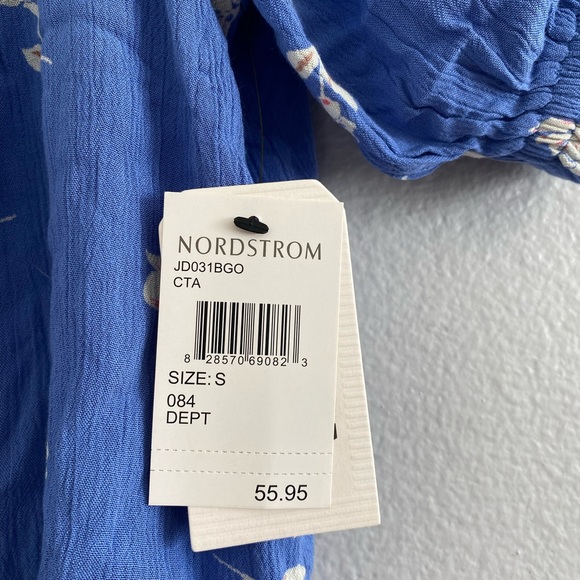 NORDSTROM
JD031BGO
CTA
8 28570 69082 3
SIZE: S
084
DEPT
55.95